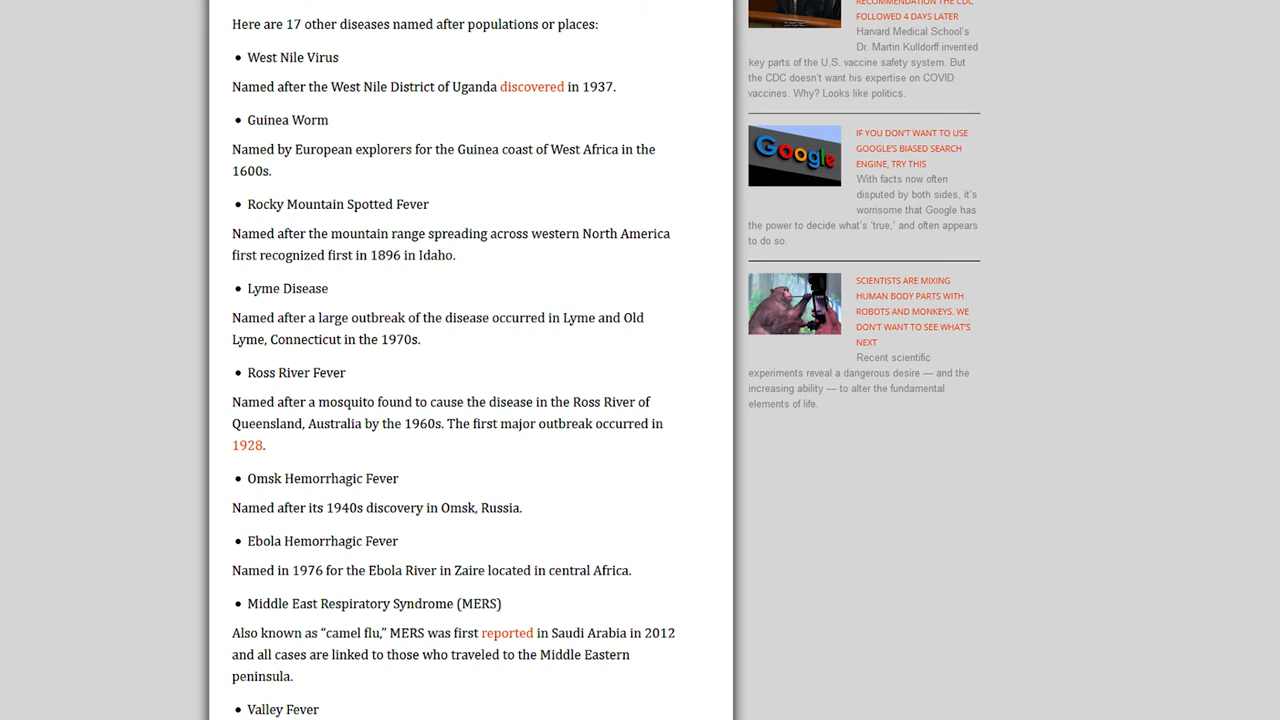 Here are 17 other diseases named after populations or places:
● West Nile Virus
Named after the West Nile District of Uganda discovered in 1937.
● Guinea Worm
Named by European explorers for the Guinea coast of West Africa in the
1600s.
● Rocky Mountain Spotted Fever
Named after the mountain range spreading across western North America
first recognized first in 1896 in Idaho.
● Lyme Disease
Named after a large outbreak of the disease occurred in Lyme and Old
Lyme, Connecticut in the 1970s.
● Ross River Fever
Named after a mosquito found to cause the disease in the Ross River of
Queensland, Australia by the 1960s. The first major outbreak occurred in
1928.
● Omsk Hemorrhagic Fever
Named after its 1940s discovery in Omsk, Russia.
● Ebola Hemorrhagic Fever
Named in 1976 for the Ebola River in Zaire located in central Africa.
● Middle East Respiratory Syndrome (MERS)
Also known as “camel flu,” MERS was first reported in Saudi Arabia in 2012
and all cases are linked to those who traveled to the Middle Eastern
peninsula.
● Valley Fever
RECOMMENDATION THE CDC
FOLLOWED 4 DAYS LATER
Harvard Medical School’s
Dr. Martin Kulldorff invented
key parts of the U.S. vaccine safety system. But
the CDC doesn’t want his expertise on COVID
vaccines. Why? Looks like politics.
Google
IF YOU DON’T WANT TO USE
GOOGLE’S BIASED SEARCH
ENGINE, TRY THIS
With facts now often
disputed by both sides, it’s
worrisome that Google has
the power to decide what’s ‘true,’ and often appears
to do so.
SCIENTISTS ARE MIXING
HUMAN BODY PARTS WITH
ROBOTS AND MONKEYS. WE
DON’T WANT TO SEE WHAT’S
NEXT
Recent scientific
experiments reveal a dangerous desire — and the
increasing ability — to alter the fundamental
elements of life.